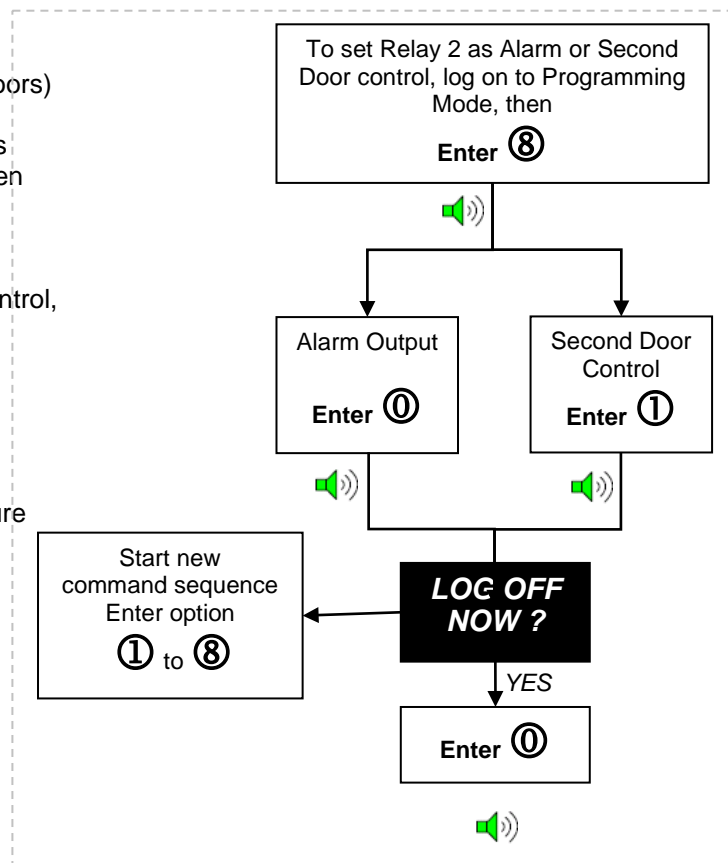 To set Relay 2 as Alarm or Second
Door control, log on to Programming
Mode, then
Enter ⑧
ntrol,
Alarm Output
Enter ⓪
Second Door
Control
Enter ①
Start new
command sequence
Enter option
① to ⑧
LOG OFF
NOW ?
YES
Enter ⓪